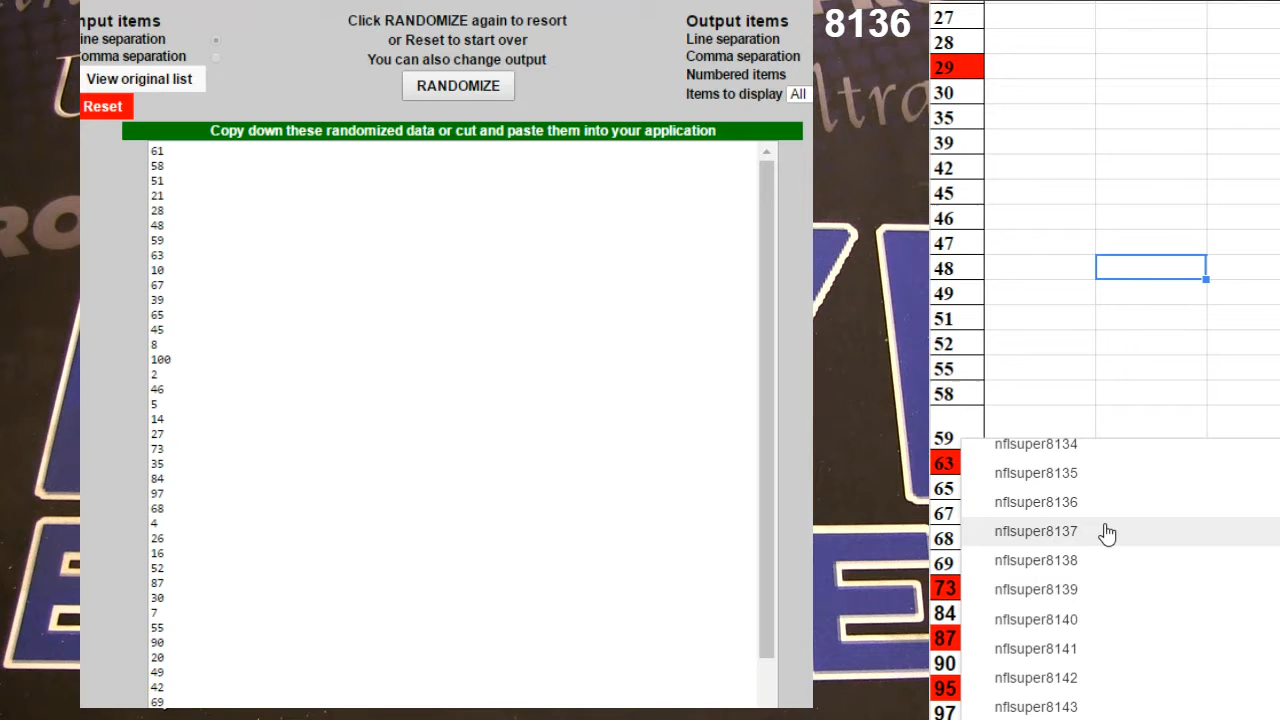 nput items
ine separation
omma separation
View original list
Reset
Click RANDOMIZE again to resort
or Reset to start over
You can also change output
RANDOMIZE
Output items
Line separation
Comma separation
Numbered items
Items to display All
8136
Copy down these randomized data or cut and paste them into your application
61
58
51
21
28
48
59
63
10
67
39
65
45
8
100
2
46
5
14
27
73
35
84
97
68
4
26
16
52
87
30
7
55
90
20
49
42
69
27
28
29
30
35
39
42
45
46
47
48
49
51
52
55
58
59
63
65
67
68
69
73
84
87
90
95
97
nflsuper8134
nflsuper8135
nflsuper8136
nflsuper8137
nflsuper8138
nflsuper8139
nflsuper8140
nflsuper8141
nflsuper8142
nflsuper8143